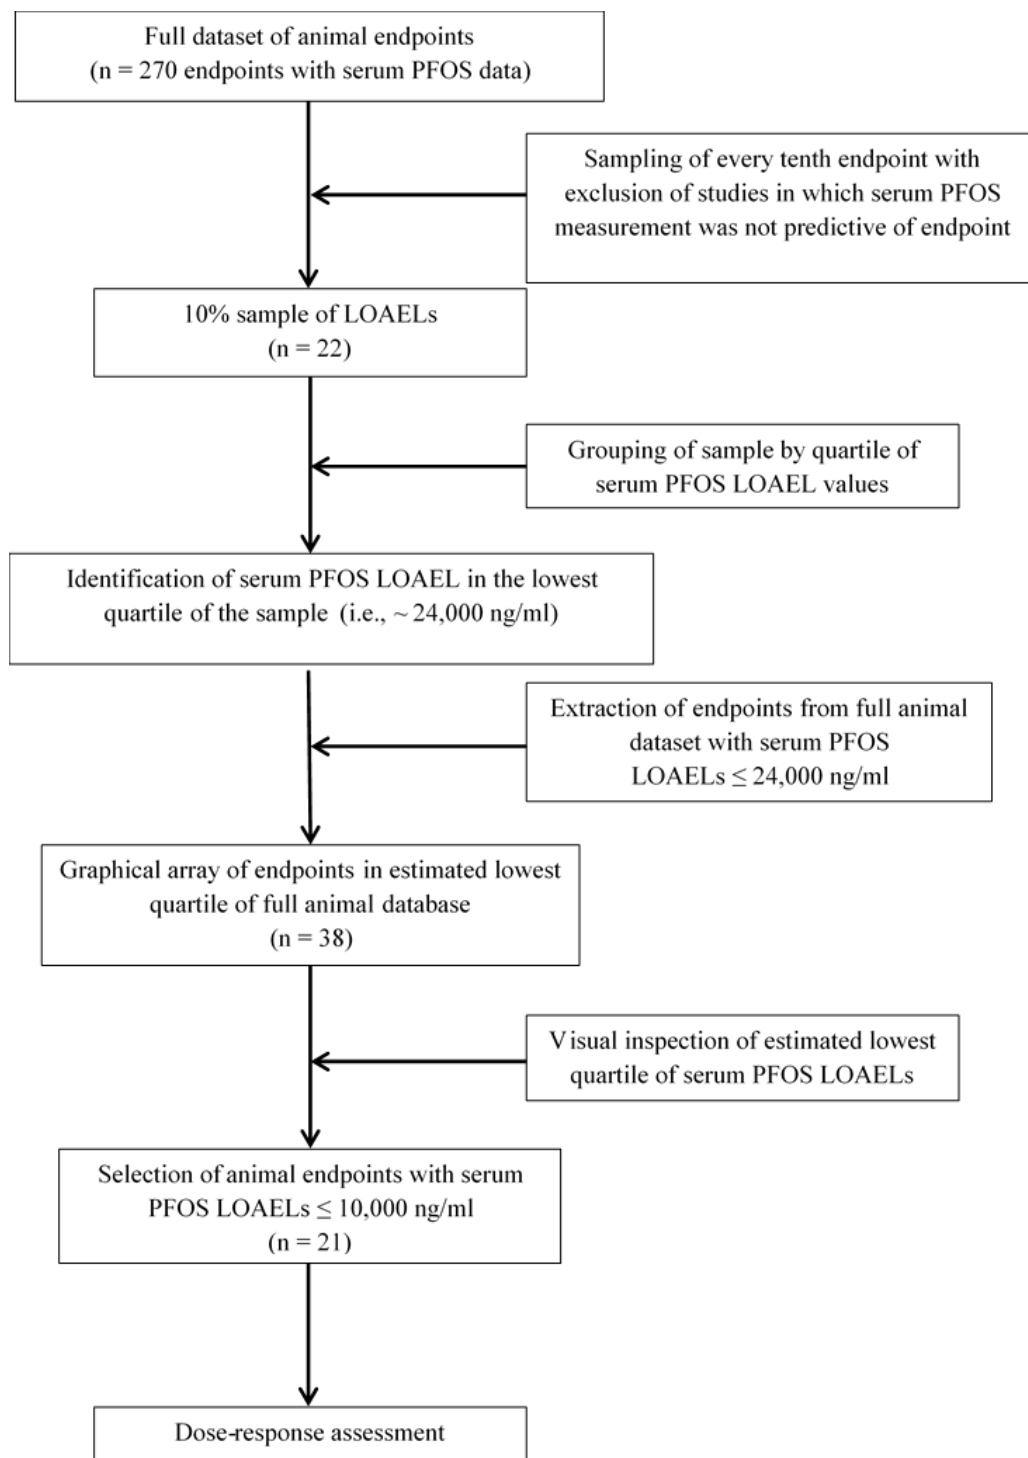 Full dataset of animal endpoints
(n = 270 endpoints with serum PFOS data)
Sampling of every tenth endpoint with
exclusion of studies in which serum PFOS
measurement was not predictive of endpoint
10% sample of LOAELs
(n = 22)
Grouping of sample by quartile of
serum PFOS LOAEL values
Identification of serum PFOS LOAEL in the lowest
quartile of the sample (i.e., ~ 24,000 ng/ml)
Extraction of endpoints from full animal
dataset with serum PFOS
LOAELs ≤ 24,000 ng/ml
Graphical array of endpoints in estimated lowest
quartile of full animal database
(n = 38)
Visual inspection of estimated lowest
quartile of serum PFOS LOAELs
Selection of animal endpoints with serum
PFOS LOAELs ≤ 10,000 ng/ml
(n = 21)
Dose-response assessment